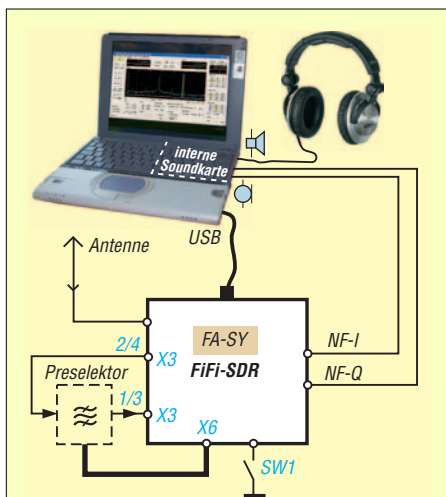 interne
Soundkarte
Antenne
USB
FA-SY
FiFi-SDR
NF-I
NF-Q
2/4
X3
Preselektor
1/3
X3
X6
SW1